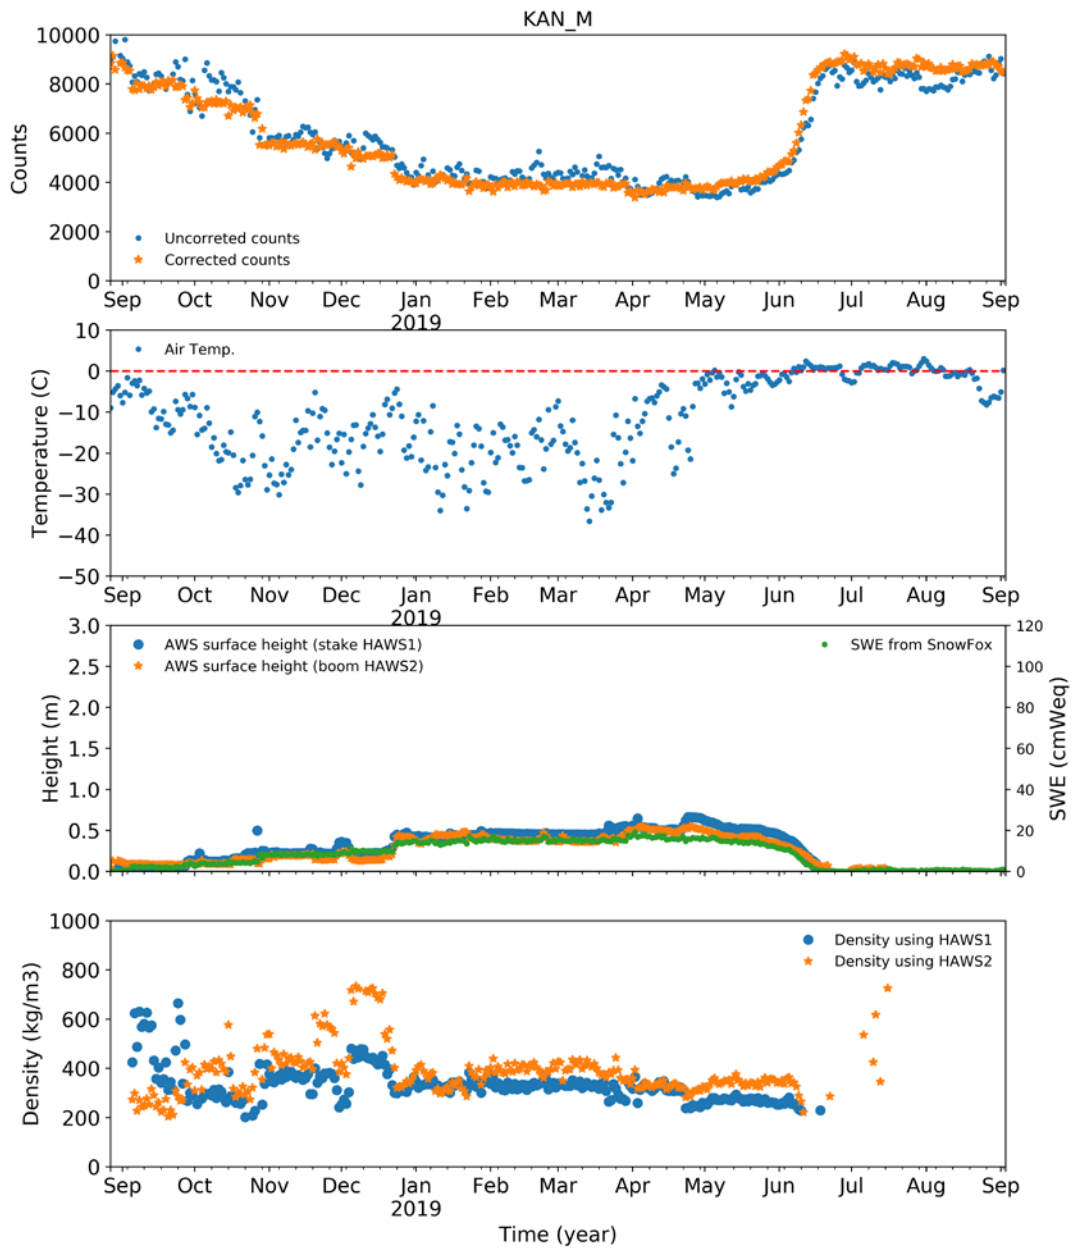 KAN_M
10000
8000
6000
4000
2000
0
Counts
Uncorreted counts
Corrected counts
Sep Oct Nov Dec Jan Feb Mar Apr May Jun Jul Aug Sep
2019
10
0
−10
−20
−30
−40
−50
Temperature (C)
Air Temp.
Sep Oct Nov Dec Jan Feb Mar Apr May Jun Jul Aug Sep
2019
3.0
2.5
2.0
1.5
1.0
0.5
0.0
Height (m)
AWS surface height (stake HAWS1)
AWS surface height (boom HAWS2)
SWE from SnowFox
120
100
80
60
40
20
0
SWE (cmWeq)
1000
800
600
400
200
0
Density (kg/m3)
Density using HAWS1
Density using HAWS2
Sep Oct Nov Dec Jan Feb Mar Apr May Jun Jul Aug Sep
2019
Time (year)